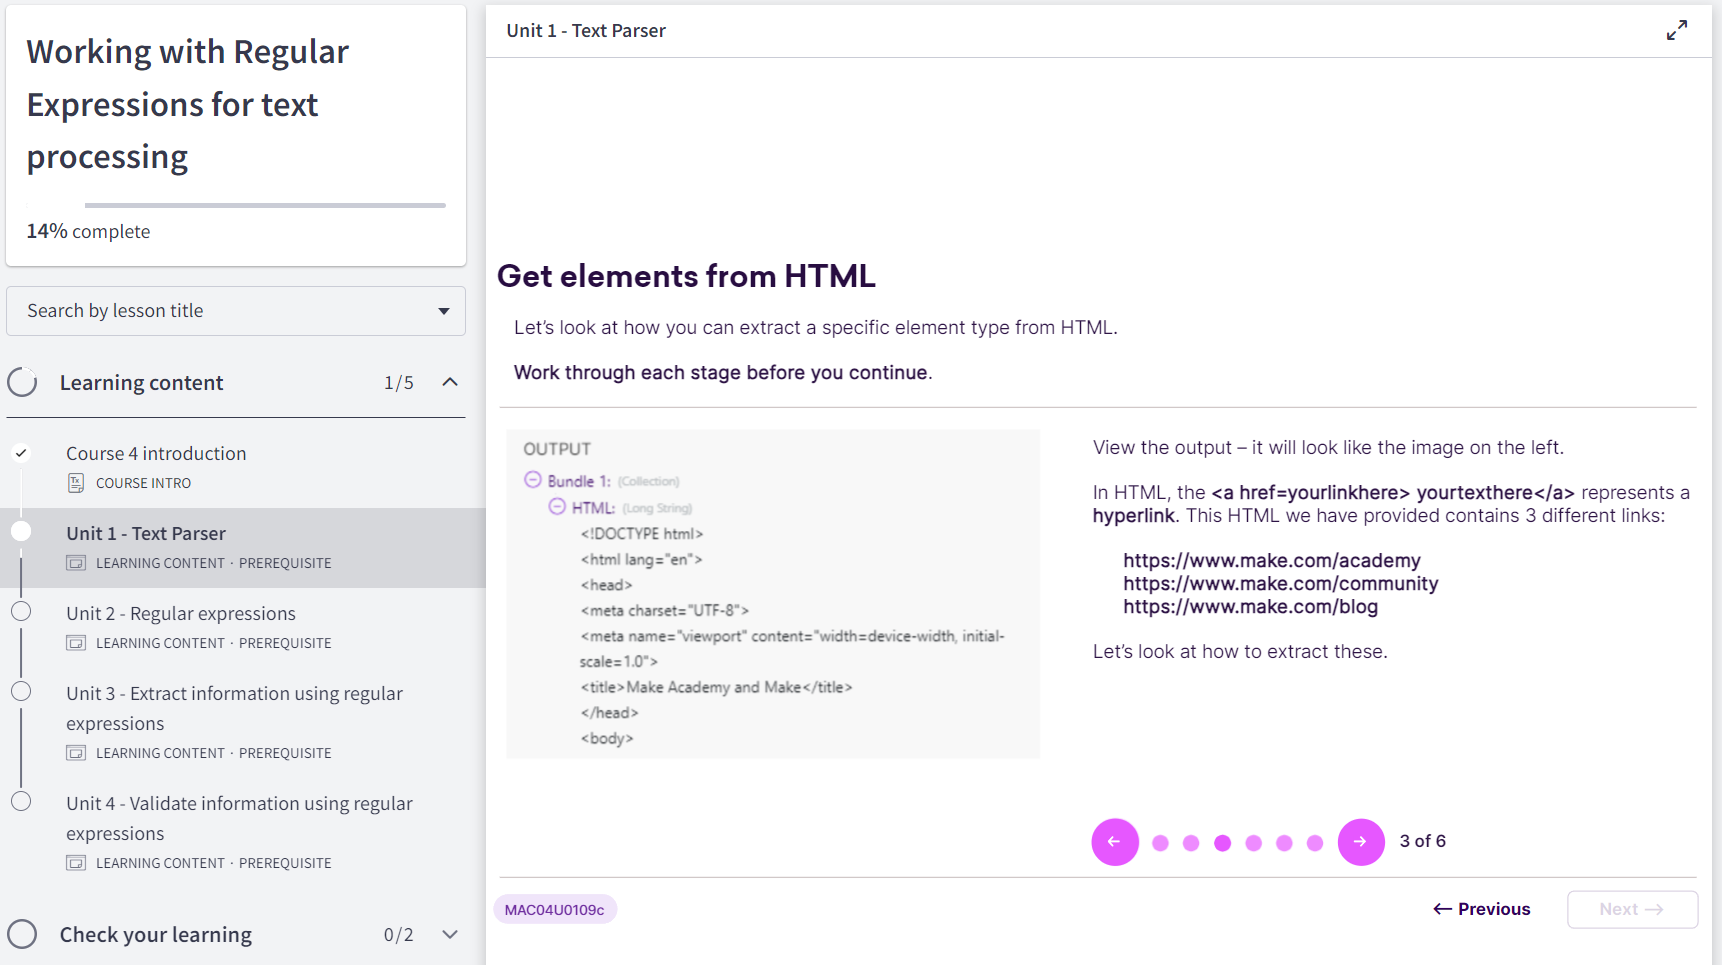 Working with Regular
Expressions for text
processing
14% complete
Search by lesson title
Learning content 1/5
Course 4 introduction
COURSE INTRO
Unit 1 - Text Parser
LEARNING CONTENT · PREREQUISITE
Unit 2 - Regular expressions
LEARNING CONTENT · PREREQUISITE
Unit 3 - Extract information using regular
expressions
LEARNING CONTENT · PREREQUISITE
Unit 4 - Validate information using regular
expressions
LEARNING CONTENT · PREREQUISITE
Check your learning 0/2
Unit 1 - Text Parser
Get elements from HTML
Let's look at how you can extract a specific element type from HTML.
Work through each stage before you continue.
OUTPUT
Bundle 1: (Collection)
HTML: (Long String)
<!DOCTYPE html>
<html lang="en">
<head>
<meta charset="UTF-8">
<meta name="viewport" content="width=device-width, initial-
scale=1.0">
<title>Make Academy and Make</title>
</head>
<body>
View the output – it will look like the image on the left.
In HTML, the <a href=yourlinkhere> yourtexthere</a> represents a
hyperlink. This HTML we have provided contains 3 different links:
https://www.make.com/academy
https://www.make.com/community
https://www.make.com/blog
Let's look at how to extract these.
3 of 6
MAC04U0109c
← Previous
Next →